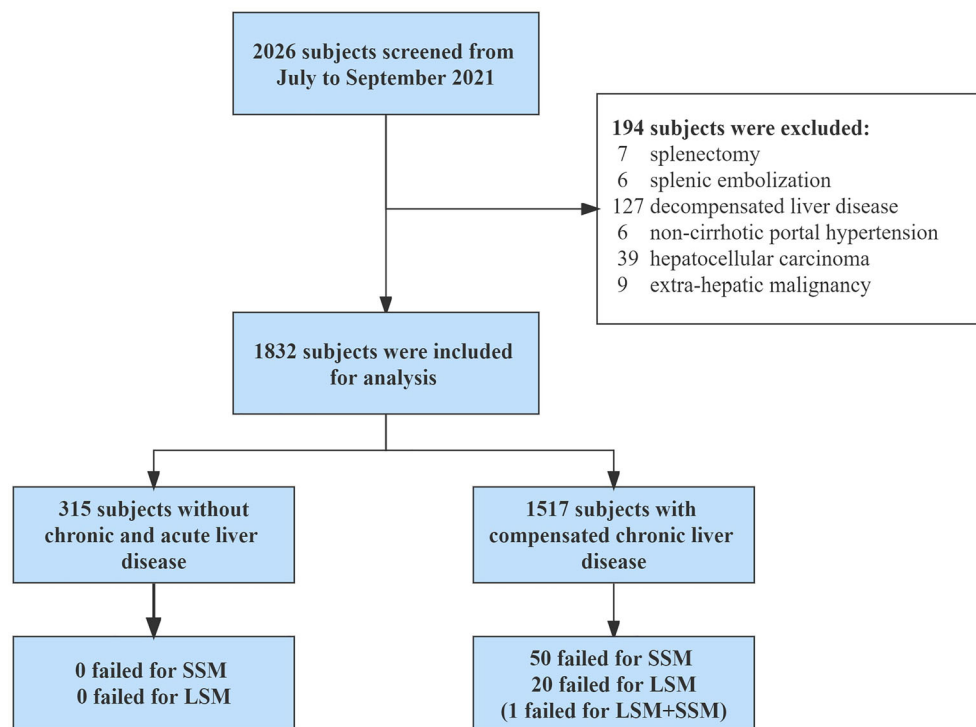 2026 subjects screened from
July to September 2021
194 subjects were excluded:
7 splenectomy
6 splenic embolization
127 decompensated liver disease
6 non-cirrhotic portal hypertension
39 hepatocellular carcinoma
9 extra-hepatic malignancy
1832 subjects were included
for analysis
315 subjects without
chronic and acute liver
disease
1517 subjects with
compensated chronic liver
disease
0 failed for SSM
0 failed for LSM
50 failed for SSM
20 failed for LSM
(1 failed for LSM+SSM)